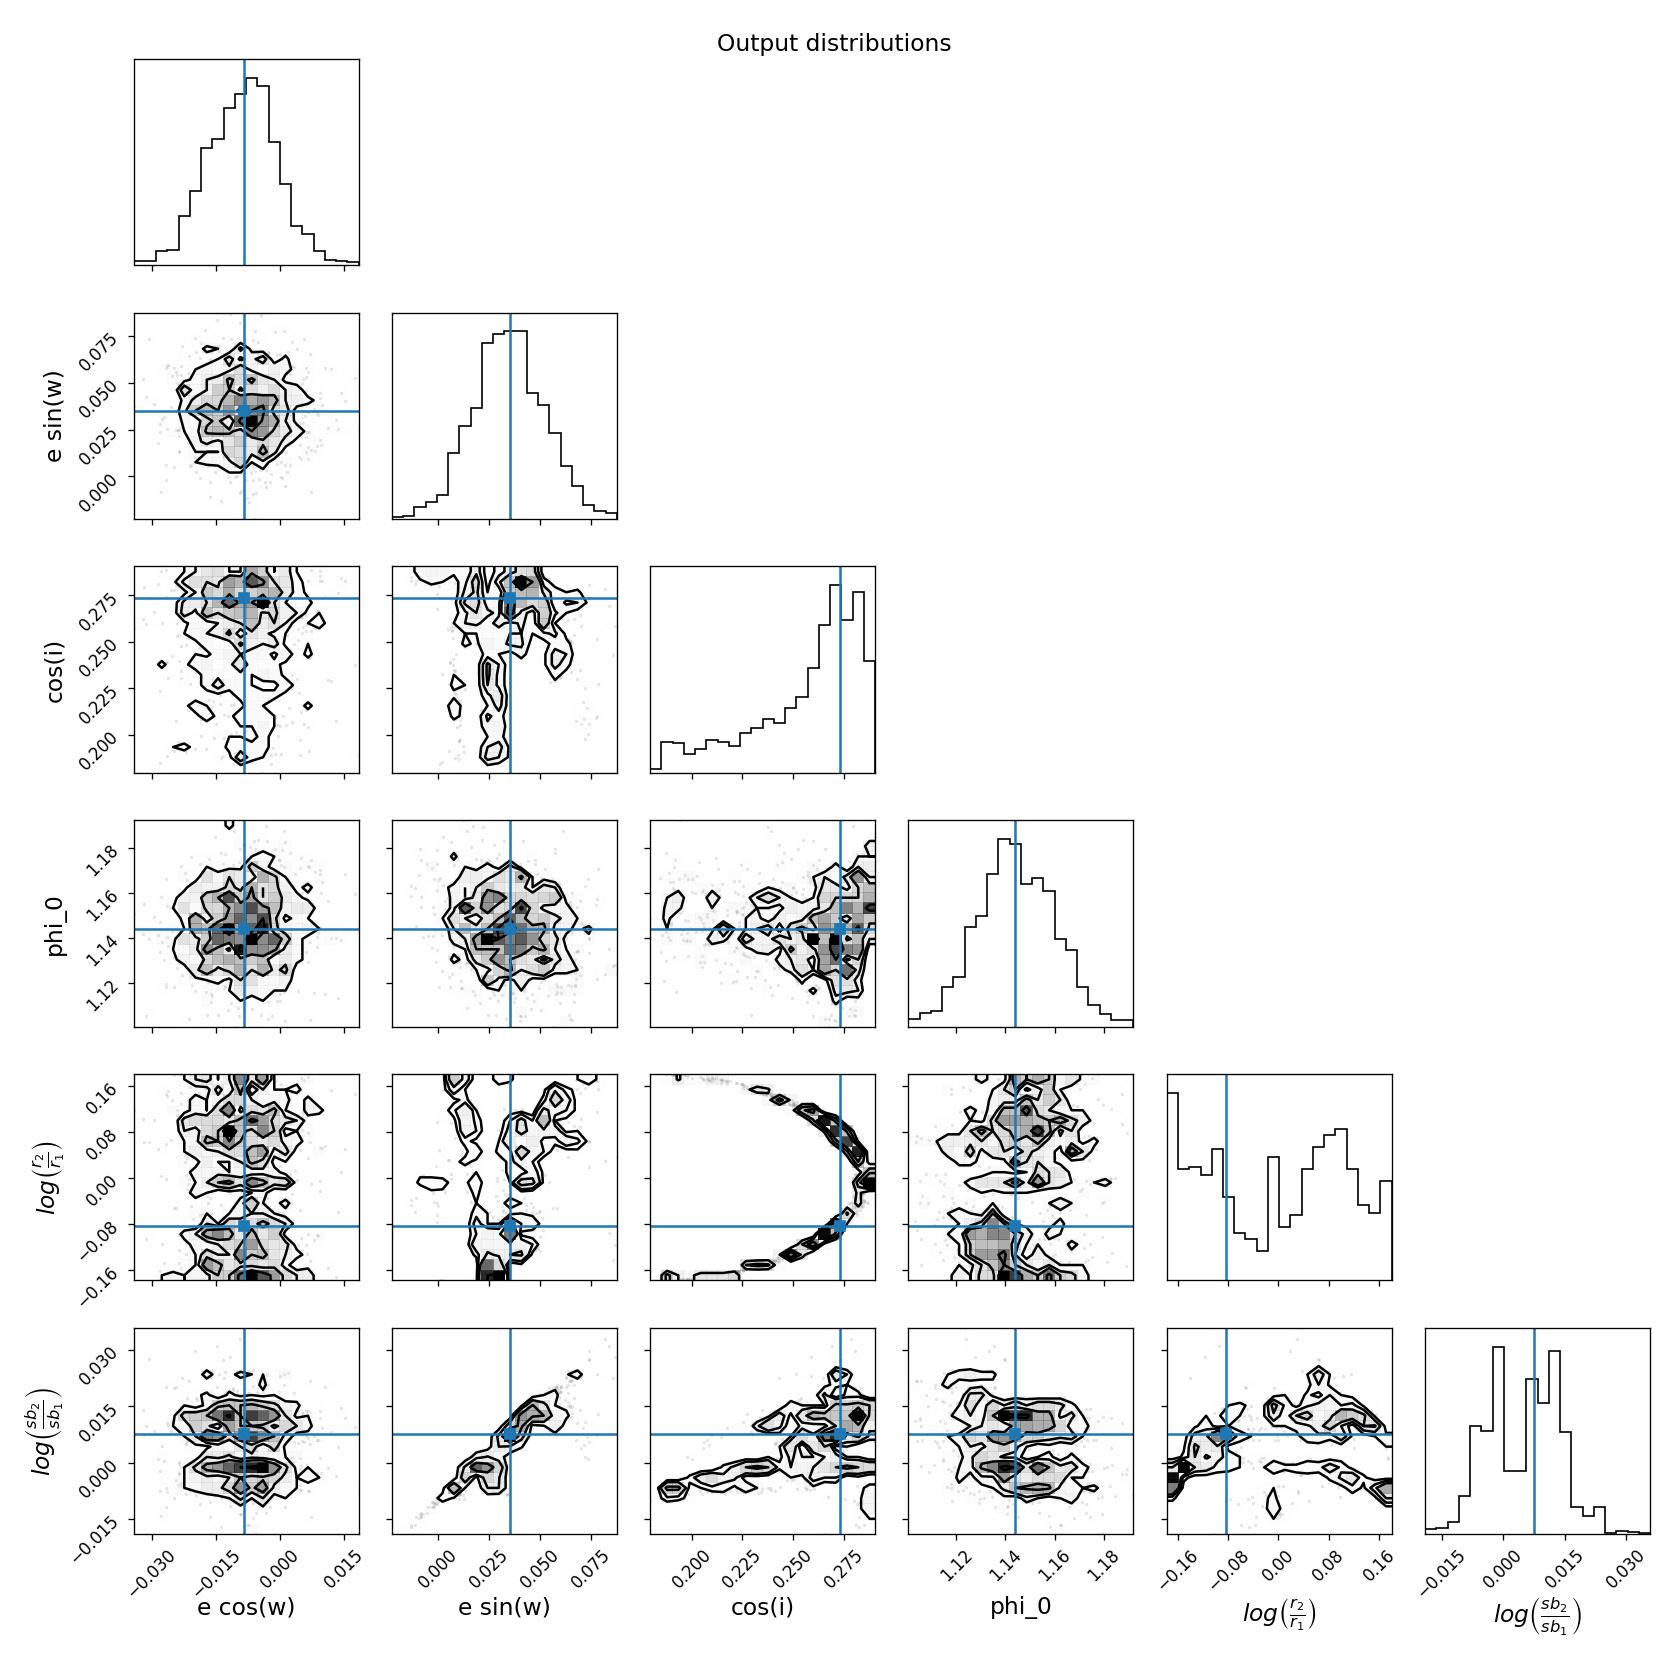 Output distributions
e sin(w)
0.075
0.050
0.025
0.000
cos(i)
0.275
0.250
0.225
0.200
phi_0
1.18
1.16
1.14
1.12
log(r₂/r₁)
0.16
0.08
0.00
−0.08
−0.16
log(sb₂/sb₁)
0.030
0.015
0.000
−0.015
−0.030 −0.015 0.000 0.015
0.000 0.025 0.050 0.075
0.200 0.225 0.250 0.275
1.12 1.14 1.16 1.18
−0.16 −0.08 0.00 0.08 0.16
−0.015 0.000 0.015 0.030
e cos(w)
e sin(w)
cos(i)
phi_0
log(r₂/r₁)
log(sb₂/sb₁)